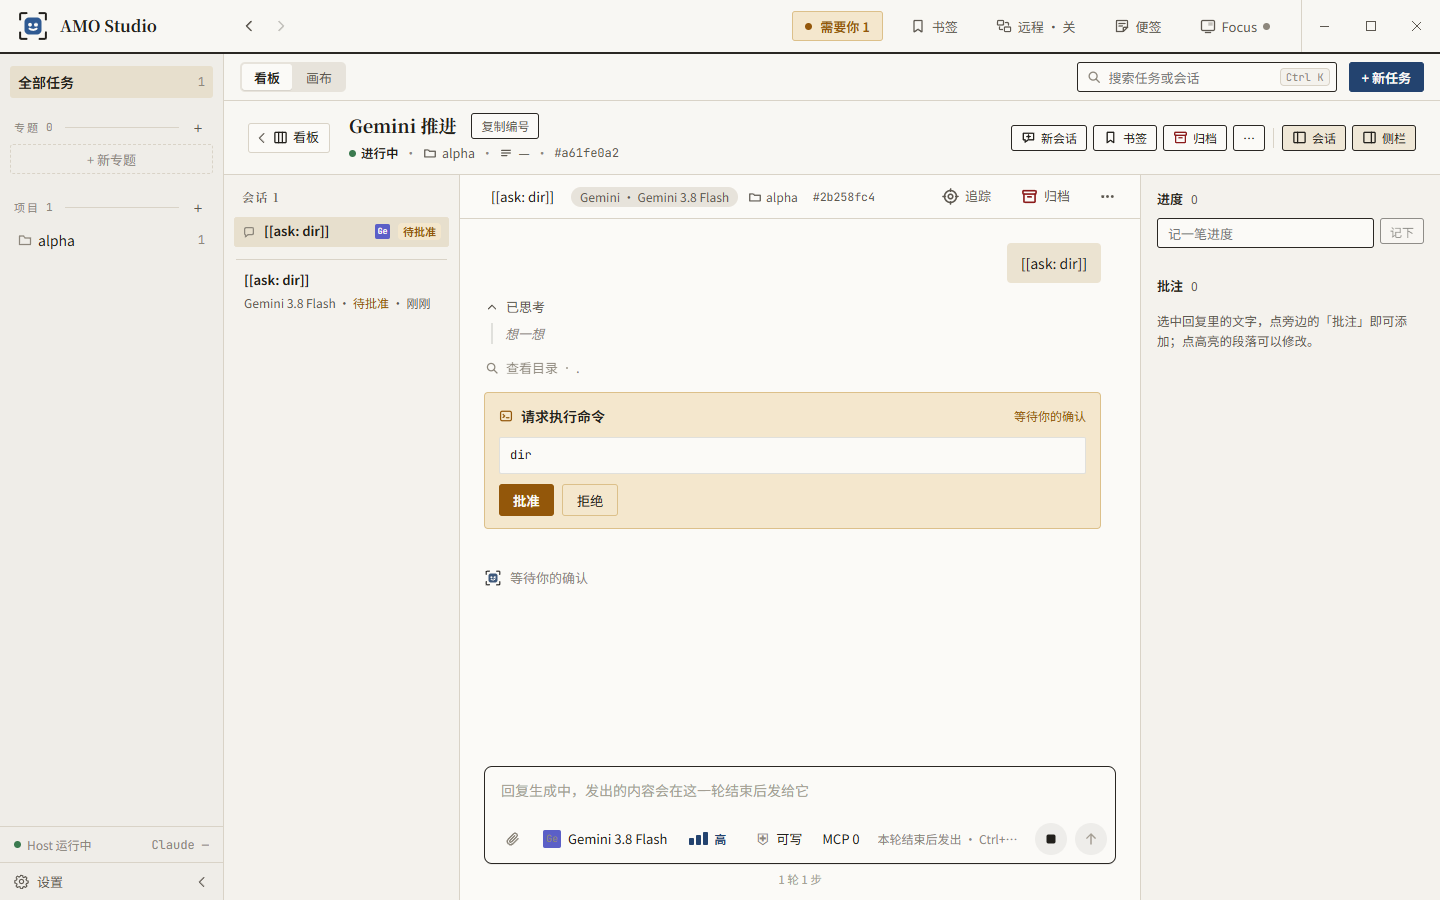 AMO Studio
需要你 1
书签
远程 • 关
便签
Focus
全部任务 1
看板 画布
搜索任务或会话 Ctrl K
+ 新任务
专题 0 +
+ 新专题
项目 1 +
alpha 1
看板
Gemini 推进
复制编号
进行中 • alpha • — • #a61fe0a2
新会话
书签
归档
···
会话
侧栏
会话 1
[[ask: dir]] Ge 待批准
[[ask: dir]]
Gemini 3.8 Flash • 待批准 • 刚刚
[[ask: dir]] Gemini • Gemini 3.8 Flash alpha #2b258fc4 追踪 归档 ···
[[ask: dir]]
已思考
想一想
查看目录 · .
请求执行命令 等待你的确认
dir
批准 拒绝
等待你的确认
回复生成中，发出的内容会在这一轮结束后发给它
Ge Gemini 3.8 Flash 高 可写 MCP 0 本轮结束后发出 • Ctrl+···
1 轮 1 步
进度 0
记一笔进度 记下
批注 0
选中回复里的文字，点旁边的「批注」即可添
加；点高亮的段落可以修改。
Host 运行中 Claude —
设置